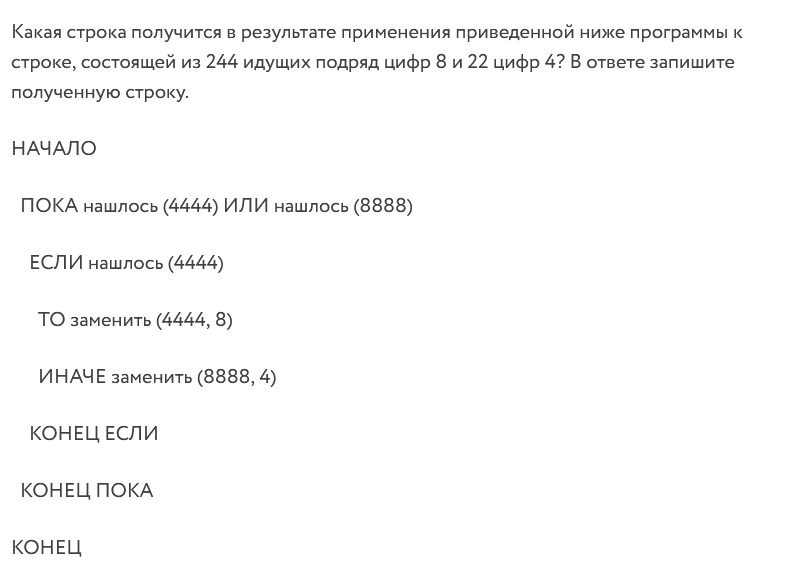 Какая строка получится в результате применения приведенной ниже программы к
строке, состоящей из 244 идущих подряд цифр 8 и 22 цифр 4? В ответе запишите
полученную строку.
НАЧАЛО
ПОКА нашлось (4444) ИЛИ нашлось (8888)
ЕСЛИ нашлось (4444)
ТО заменить (4444, 8)
ИНАЧЕ заменить (8888, 4)
КОНЕЦ ЕСЛИ
КОНЕЦ ПОКА
КОНЕЦ